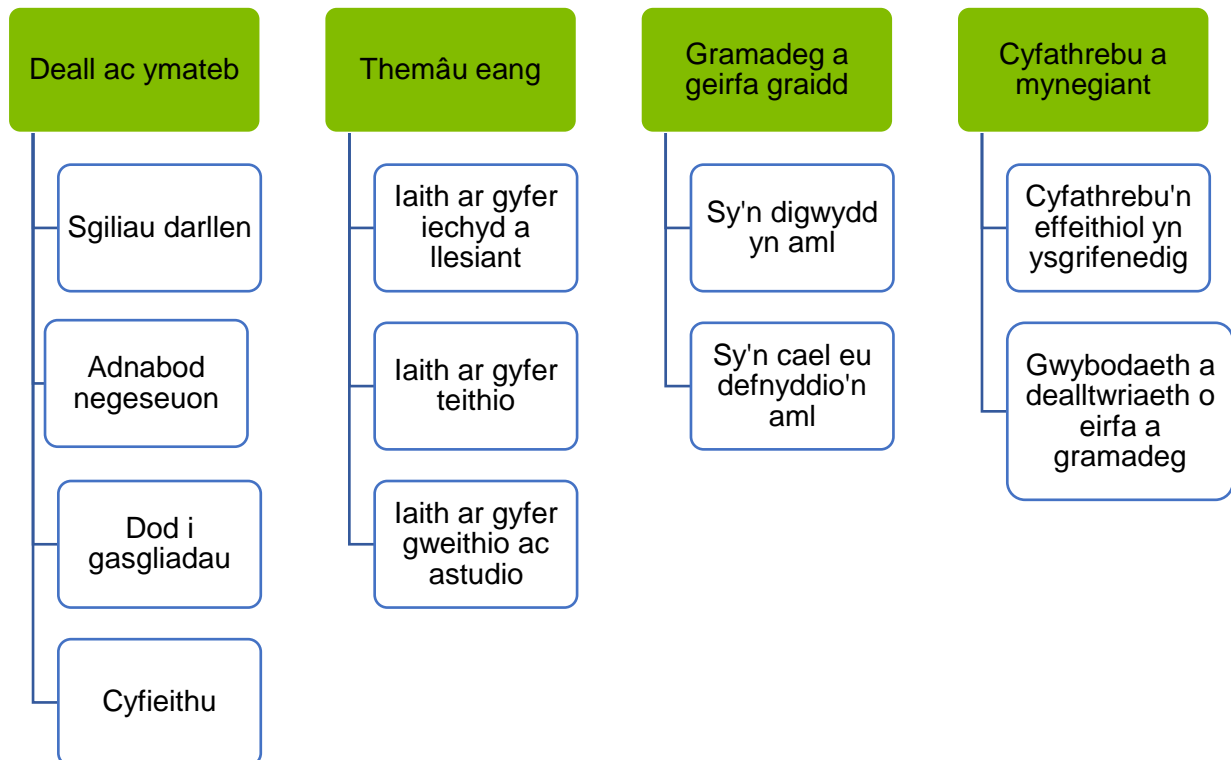 Deall ac ymateb
Sgiliau darllen
Adnabod
negeseuon
Dod i
gasgliadau
Cyfieithu
Themâu eang
Iaith ar gyfer
iechyd a
llesiant
Iaith ar gyfer
teithio
Iaith ar gyfer
gweithio ac
astudio
Gramadeg a
geirfa graidd
Sy'n digwydd
yn aml
Sy'n cael eu
defnyddio'n
aml
Cyfathrebu a
mynegiant
Cyfathrebu'n
effeithiol yn
ysgrifenedig
Gwybodaeth a
dealltwriaeth o
eirfa a
gramadeg